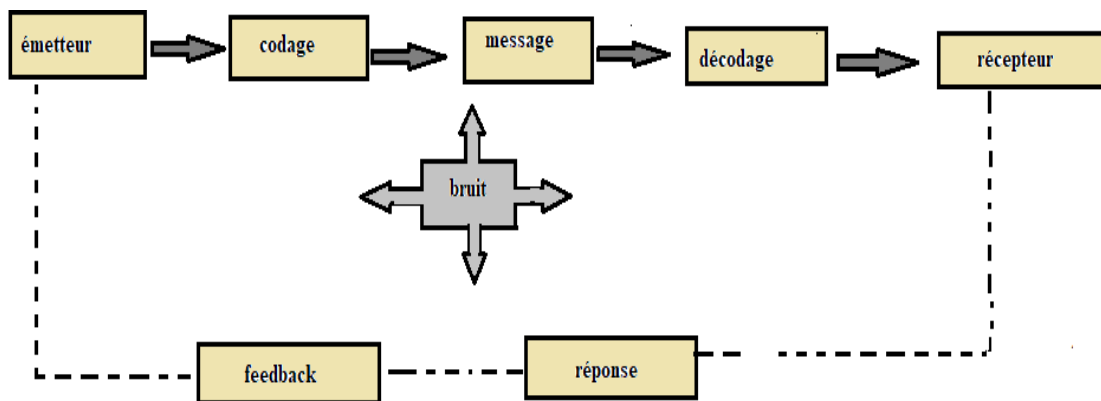 émetteur
codage
message
décodage
récepteur
bruit
feedback
réponse